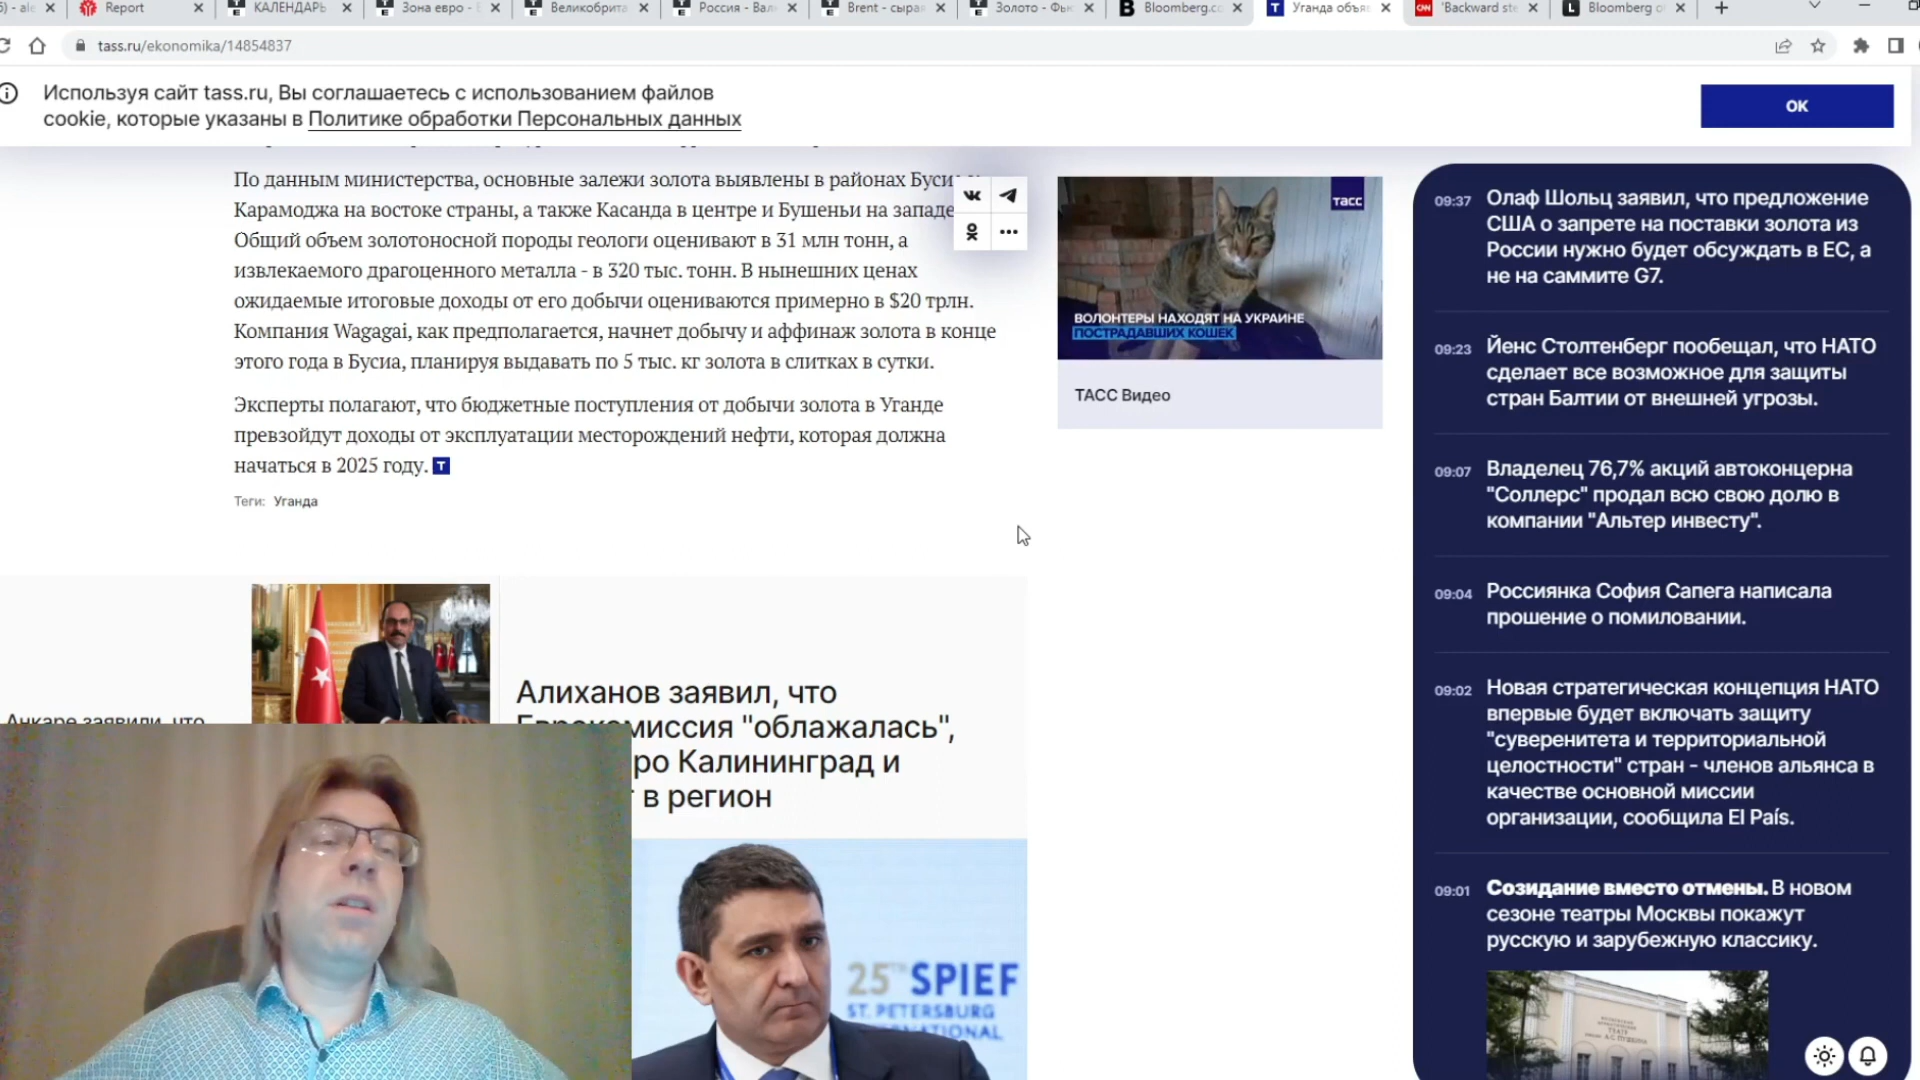 Report
КАЛЕНДАРЬ
Зона евро -
Великобрита
Россия - Вал
Brent - сырая
Золото - Фь
Bloomberg.co
Уганда объя
'Backward ste
Bloomberg o
tass.ru/ekonomika/14854837
Используя сайт tass.ru, Вы соглашаетесь с использованием файлов
cookie, которые указаны в Политике обработки Персональных данных
OK
По данным министерства, основные залежи золота выявлены в районах Буси
Карамоджа на востоке страны, а также Касанда в центре и Бушеньи на западе
Общий объем золотоносной породы геологи оценивают в 31 млн тонн, а
извлекаемого драгоценного металла - в 320 тыс. тонн. В нынешних ценах
ожидаемые итоговые доходы от его добычи оцениваются примерно в $20 трлн.
Компания Wagagai, как предполагается, начнет добычу и аффинаж золота в конце
этого года в Бусиа, планируя выдавать по 5 тыс. кг золота в слитках в сутки.
Эксперты полагают, что бюджетные поступления от добычи золота в Уганде
превзойдут доходы от эксплуатации месторождений нефти, которая должна
начаться в 2025 году.
Теги: Уганда
тасс
ВОЛОНТЕРЫ НАХОДЯТ НА УКРАИНЕ
ПОСТРАДАВШИХ КОШЕК
ТАСС Видео
09:37 Олаф Шольц заявил, что предложение
США о запрете на поставки золота из
России нужно будет обсуждать в ЕС, а
не на саммите G7.
09:23 Йенс Столтенберг пообещал, что НАТО
сделает все возможное для защиты
стран Балтии от внешней угрозы.
09:07 Владелец 76,7% акций автоконцерна
"Соллерс" продал всю свою долю в
компании "Альтер инвесту".
09:04 Россиянка София Сапега написала
прошение о помиловании.
09:02 Новая стратегическая концепция НАТО
впервые будет включать защиту
"суверенитета и территориальной
целостности" стран - членов альянса в
качестве основной миссии
организации, сообщила El País.
09:01 Созидание вместо отмены. В новом
сезоне театры Москвы покажут
русскую и зарубежную классику.
Анкаре заявили, что
Алиханов заявил, что
Еврокомиссия "облажалась",
ро Калининград и
в регион
25TH SPIEF
ST. PETERSBURG